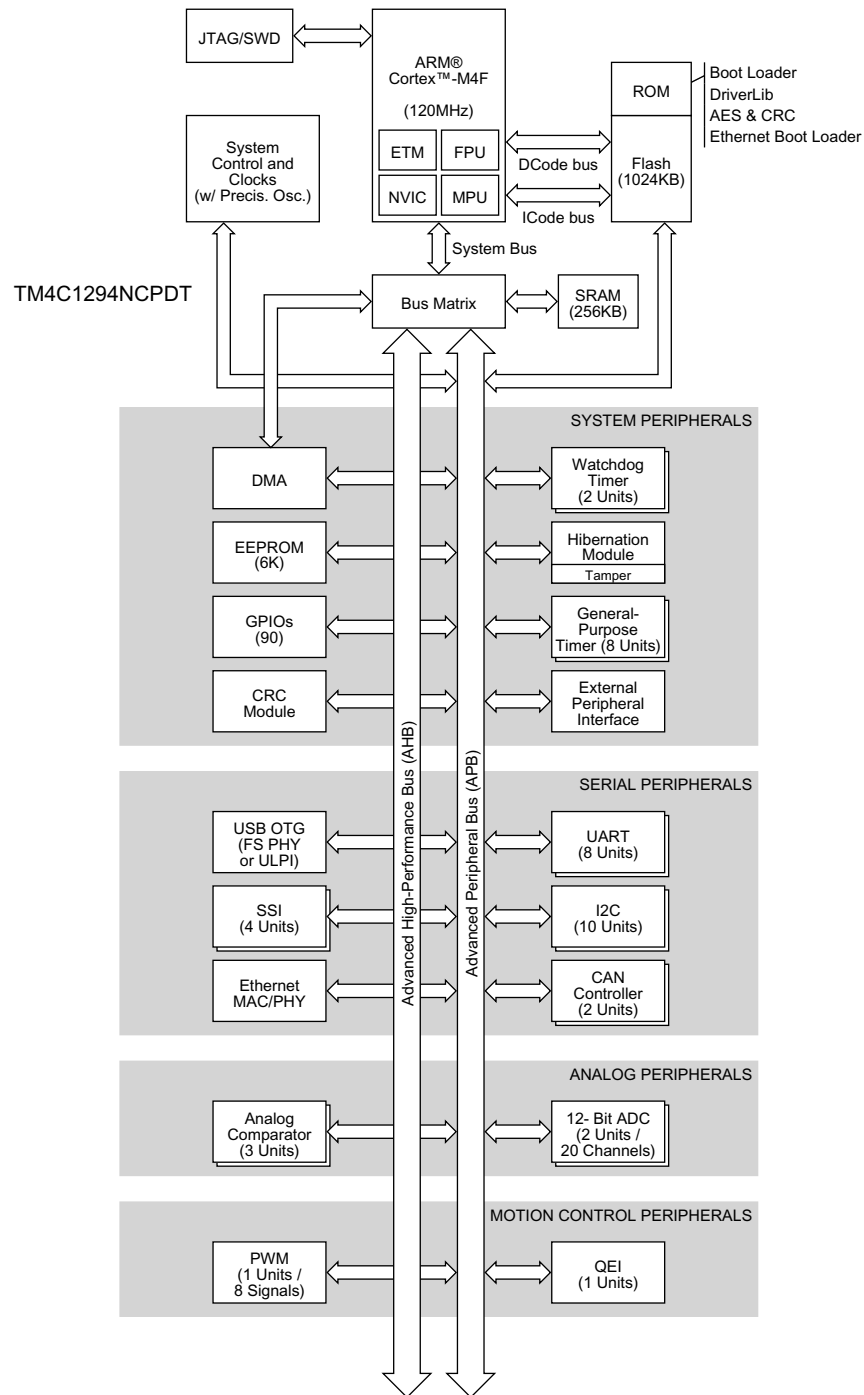 JTAG/SWD
ARM®
Cortex™-M4F
(120MHz)
ETM
FPU
NVIC
MPU
ROM
Flash
(1024KB)
Boot Loader
DriverLib
AES & CRC
Ethernet Boot Loader
System
Control and
Clocks
(w/ Precis. Osc.)
DCode bus
ICode bus
System Bus
TM4C1294NCPDT
Bus Matrix
SRAM
(256KB)
SYSTEM PERIPHERALS
DMA
Watchdog
Timer
(2 Units)
EEPROM
(6K)
Hibernation
Module
Tamper
GPIOs
(90)
General-
Purpose
Timer (8 Units)
CRC
Module
External
Peripheral
Interface
Advanced High-Performance Bus (AHB)
Advanced Peripheral Bus (APB)
SERIAL PERIPHERALS
USB OTG
(FS PHY
or ULPI)
UART
(8 Units)
SSI
(4 Units)
I2C
(10 Units)
Ethernet
MAC/PHY
CAN
Controller
(2 Units)
ANALOG PERIPHERALS
Analog
Comparator
(3 Units)
12- Bit ADC
(2 Units /
20 Channels)
MOTION CONTROL PERIPHERALS
PWM
(1 Units /
8 Signals)
QEI
(1 Units)